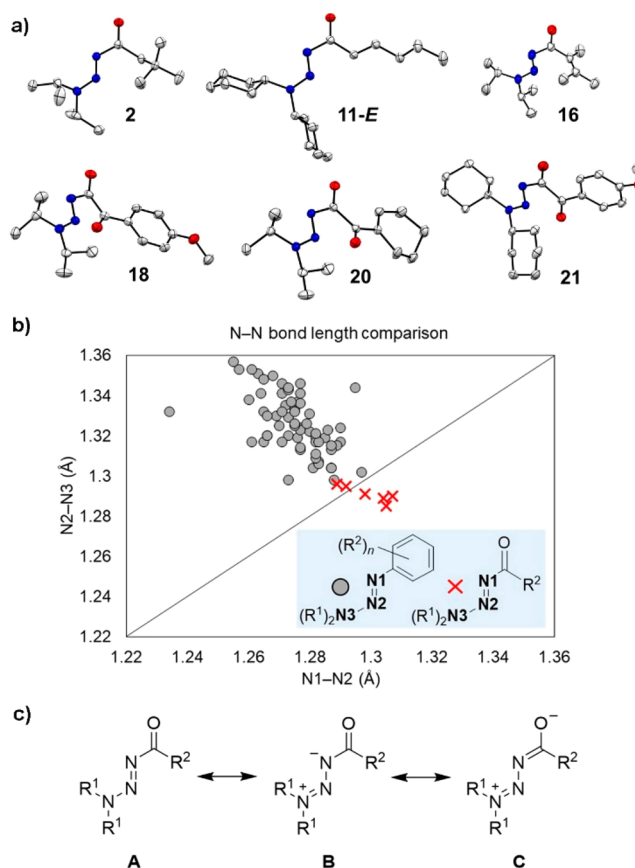 a)
2
11-E
16
18
20
21
b)
N–N bond length comparison
N2–N3 (Å)
1.36
1.34
1.32
1.3
1.28
1.26
1.24
1.22
1.22 1.24 1.26 1.28 1.3 1.32 1.34 1.36
N1–N2 (Å)
(R²)n
N1
N2
(R¹)₂N3
O
N1
R²
N2
(R¹)₂N3
c)
O
N
R²
N
R¹
N
R¹
A
O
−
N
R²
N
R¹
+
N
R¹
B
O−
N
R²
N
R¹
+
N
R¹
C